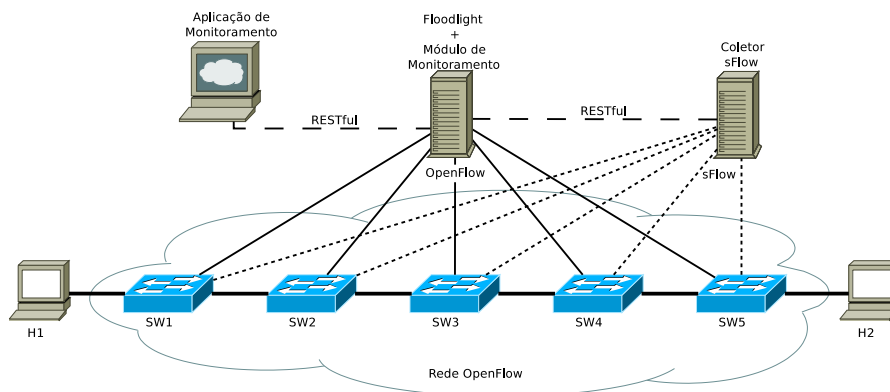 Aplicação de
Monitoramento
Floodlight
+
Módulo de
Monitoramento
Coletor
sFlow
RESTful
RESTful
OpenFlow
sFlow
H1
SW1
SW2
SW3
SW4
SW5
H2
Rede OpenFlow